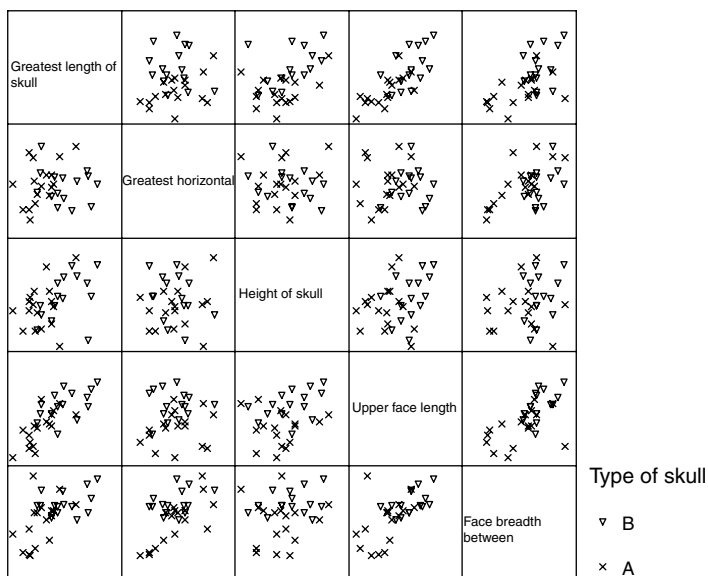 Greatest length of
skull
Greatest horizontal
Height of skull
Upper face length
Face breadth
between
Type of skull
B
A